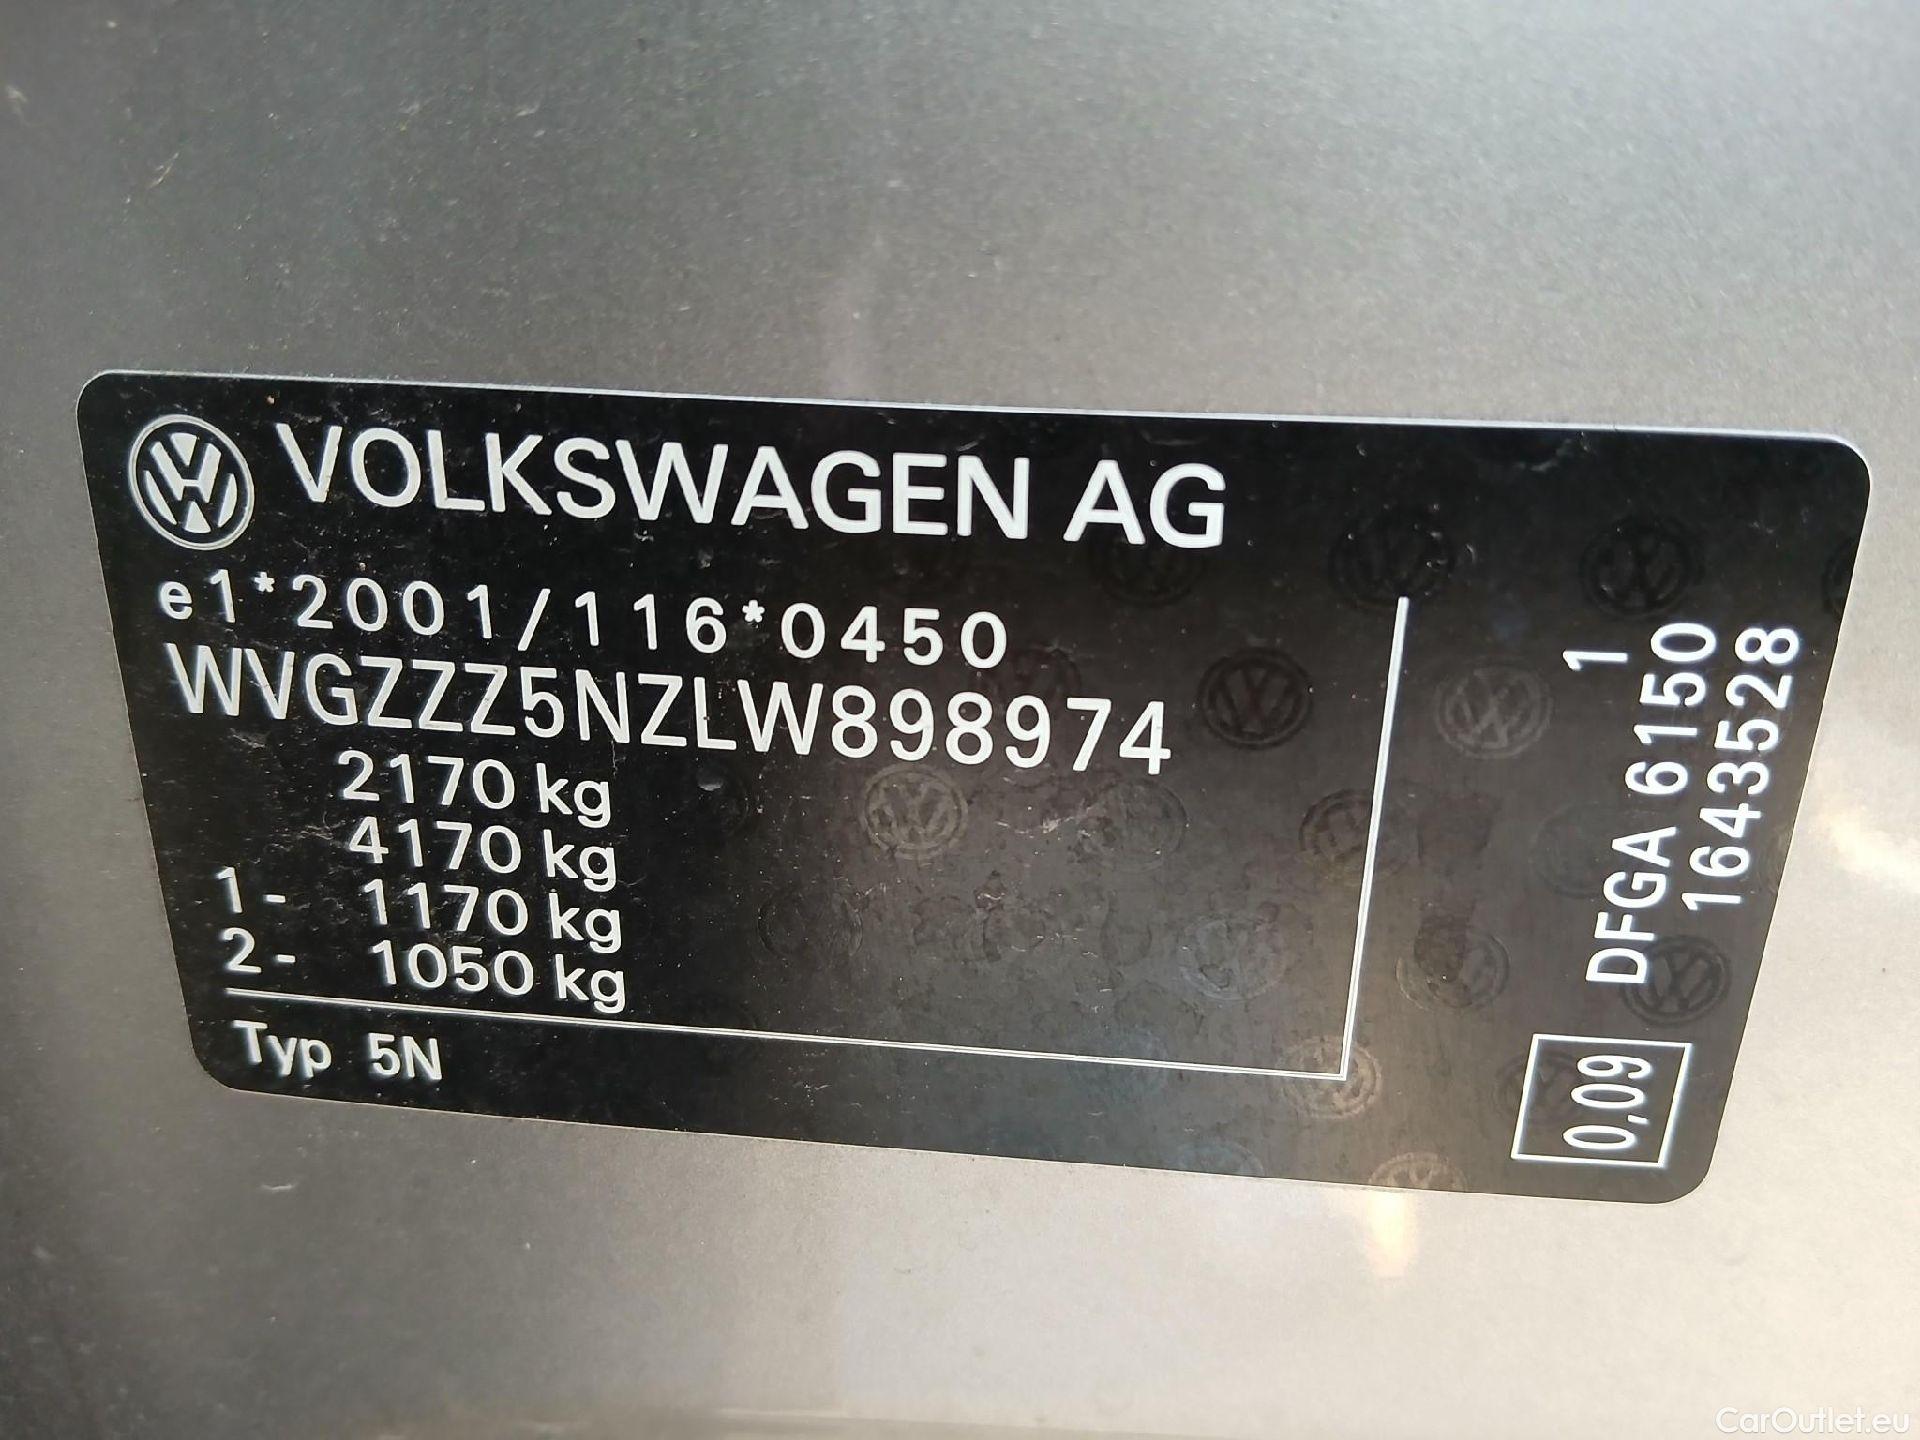 VOLKSWAGEN AG
e1*2001/116*0450
WVGZZZ5NZLW898974
2170 kg
4170 kg
1- 1170 kg
2- 1050 kg
Typ 5N
1
DFGA 6150
1643528
0,09
CarOutlet.eu